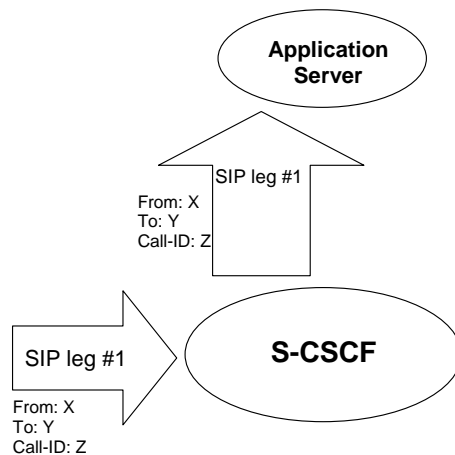 Application
Server
SIP leg #1
From: X
To: Y
Call-ID: Z
S-CSCF
SIP leg #1
From: X
To: Y
Call-ID: Z